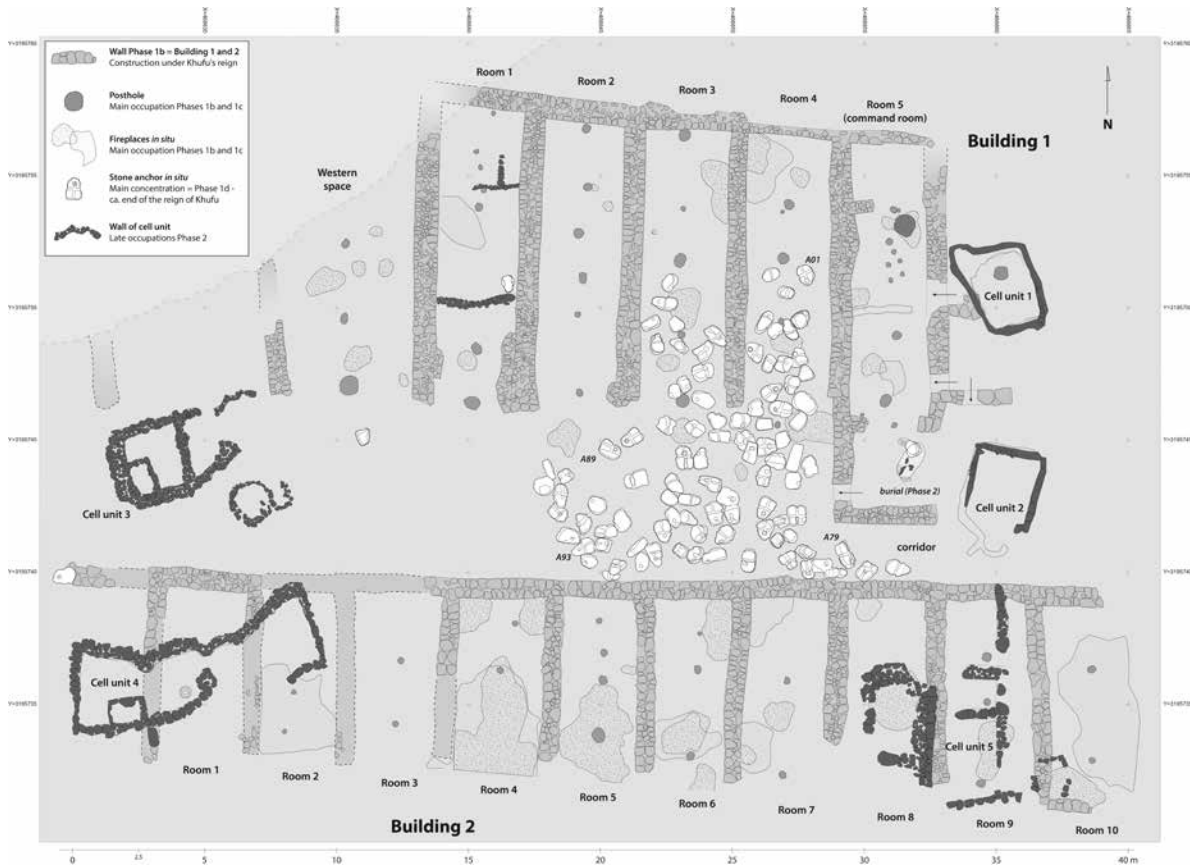 Wall Phase 1b = Building 1 and 2
Construction under Khufu's reign
Posthole
Main occupation Phases 1b and 1c
Fireplaces in situ
Main occupation Phases 1b and 1c
Stone anchor in situ
Main concentration = Phase 1d -
ca. end of the reign of Khufu
Wall of cell unit
Late occupations Phase 2
Room 1
Room 2
Room 3
Room 4
Room 5
(command room)
N
Building 1
Western
space
A01
Cell unit 1
A89
burial (Phase 2)
Cell unit 2
Cell unit 3
A93
A79
corridor
Cell unit 4
Cell unit 5
Room 1
Room 2
Room 3
Room 4
Room 5
Room 6
Room 7
Room 8
Room 9
Room 10
Building 2
0
2,5
5
10
15
20
25
30
35
40 m